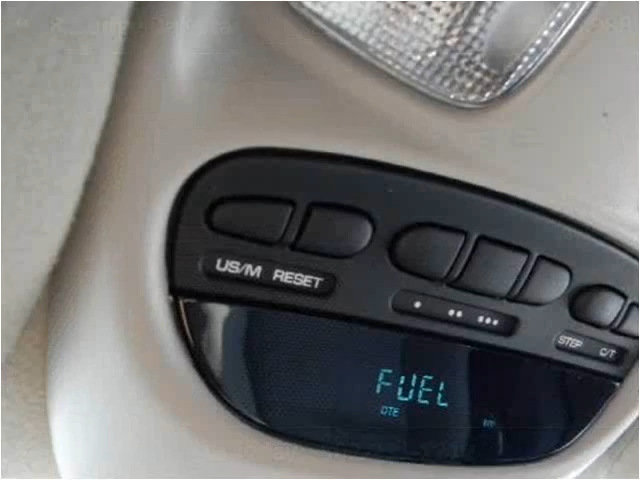 US/M RESET
• •• •••
STEP C/T
FUEL
DTE